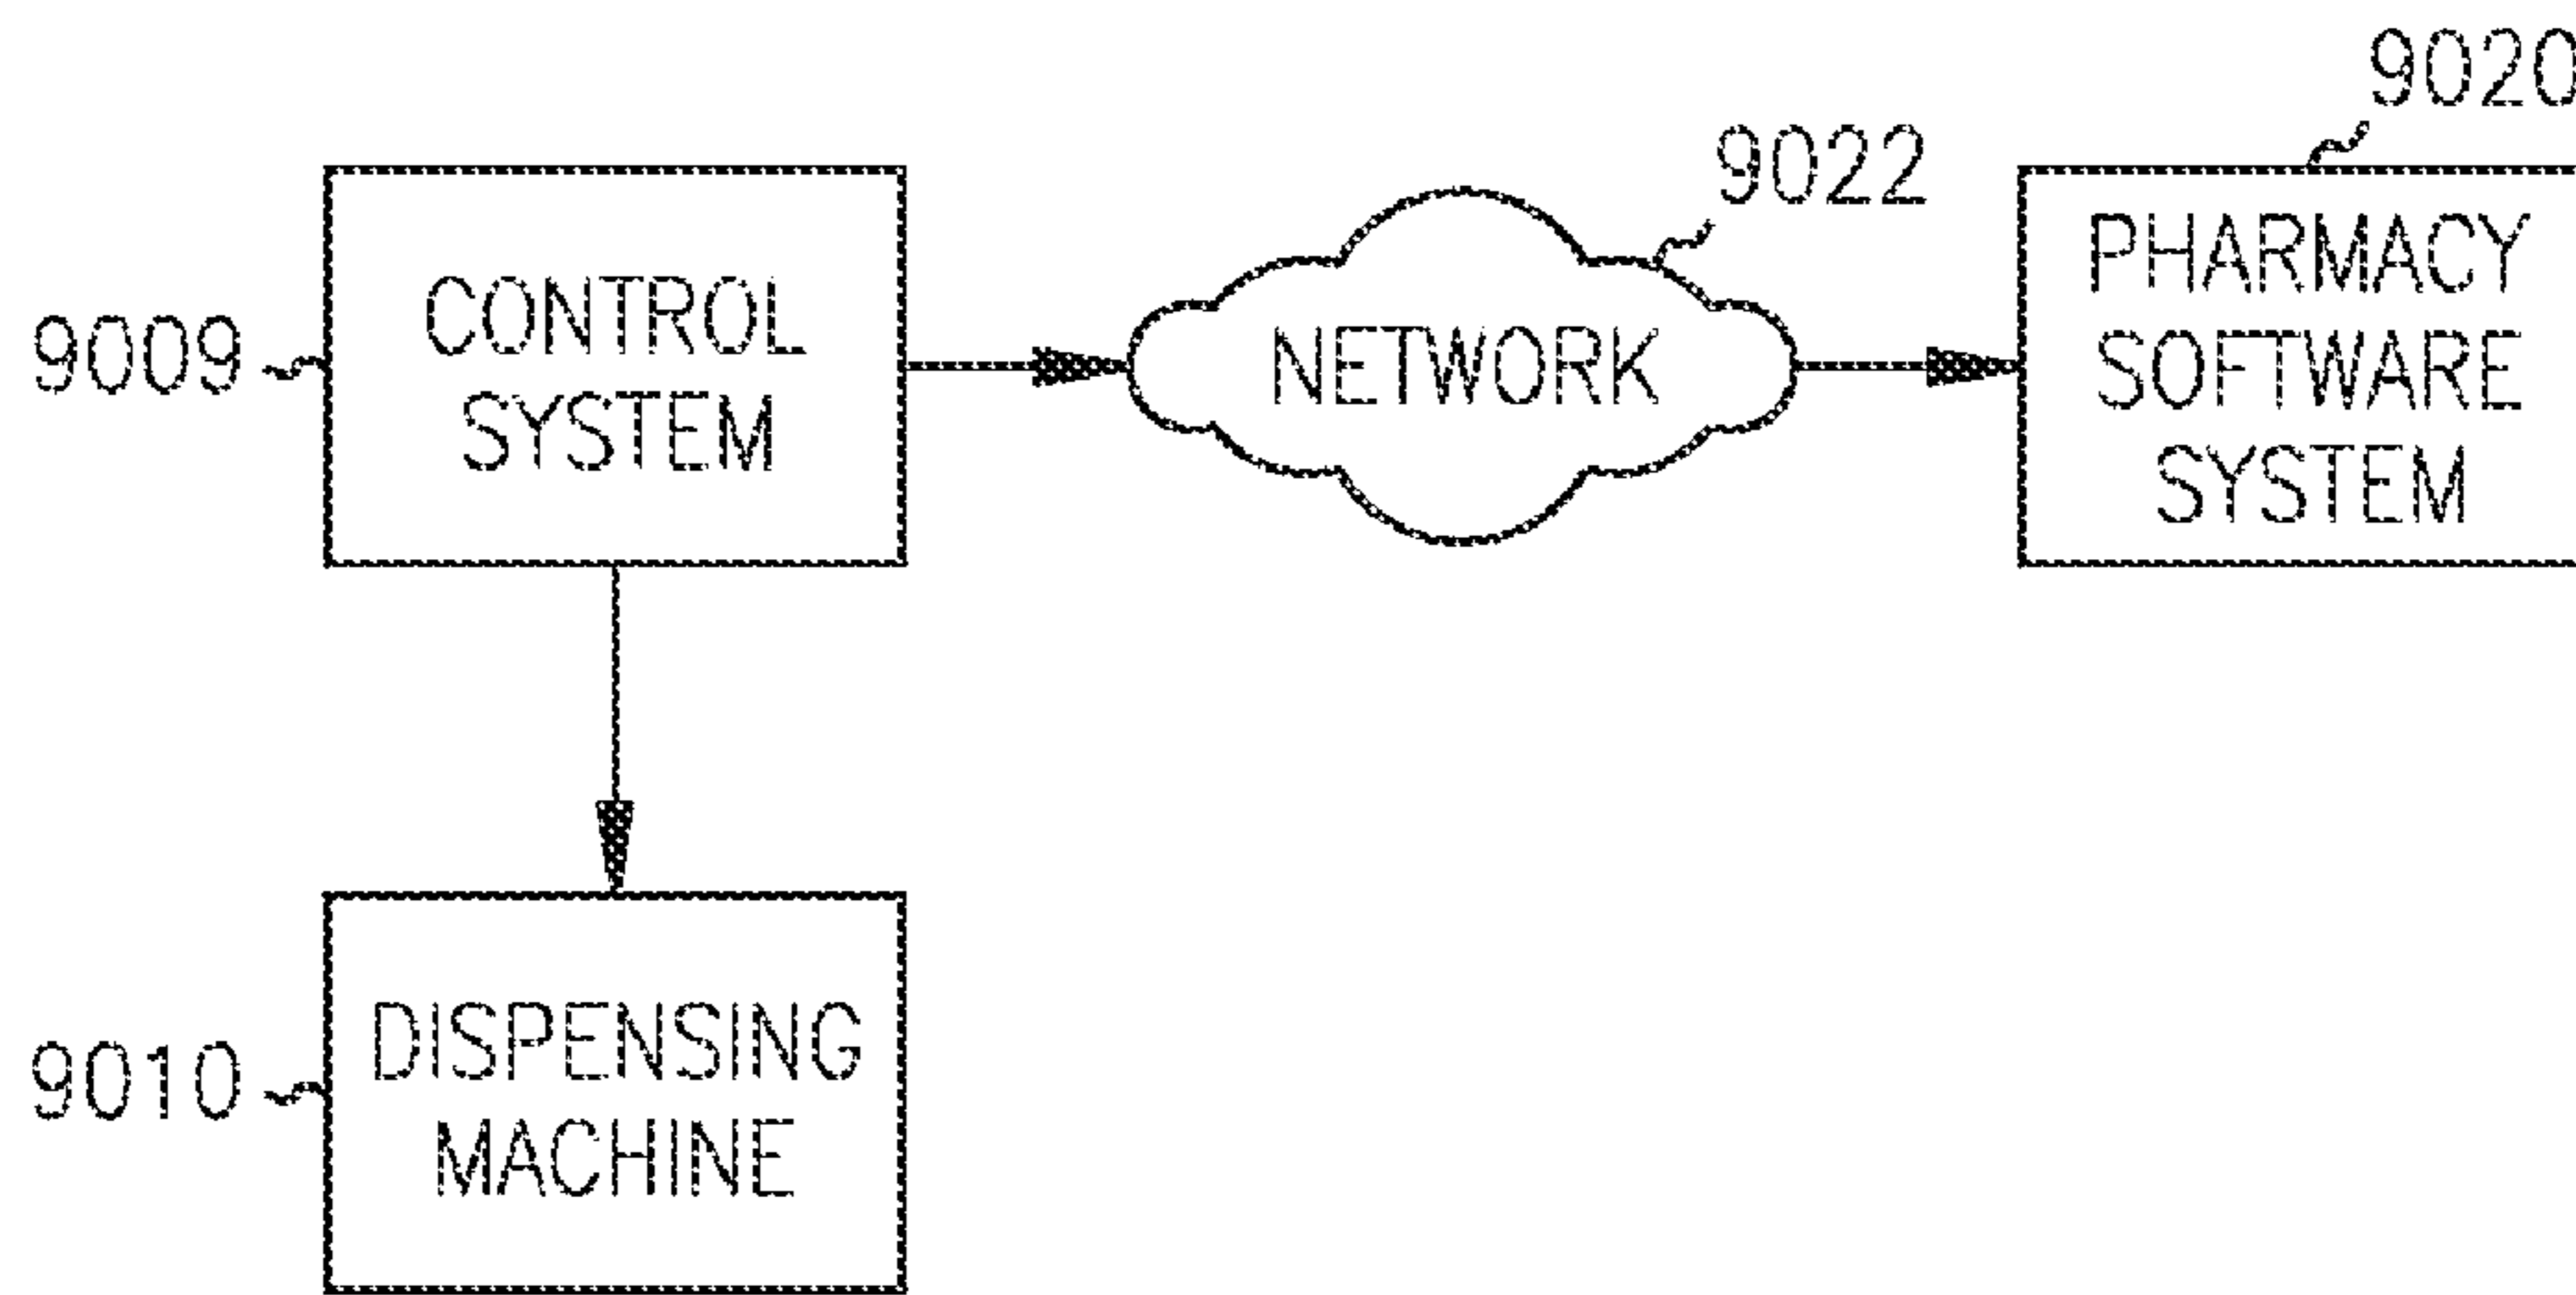 9020
9022
PHARMACY
SOFTWARE
SYSTEM
CONTROL
SYSTEM
9009
NETWORK
DISPENSING
MACHINE
9010